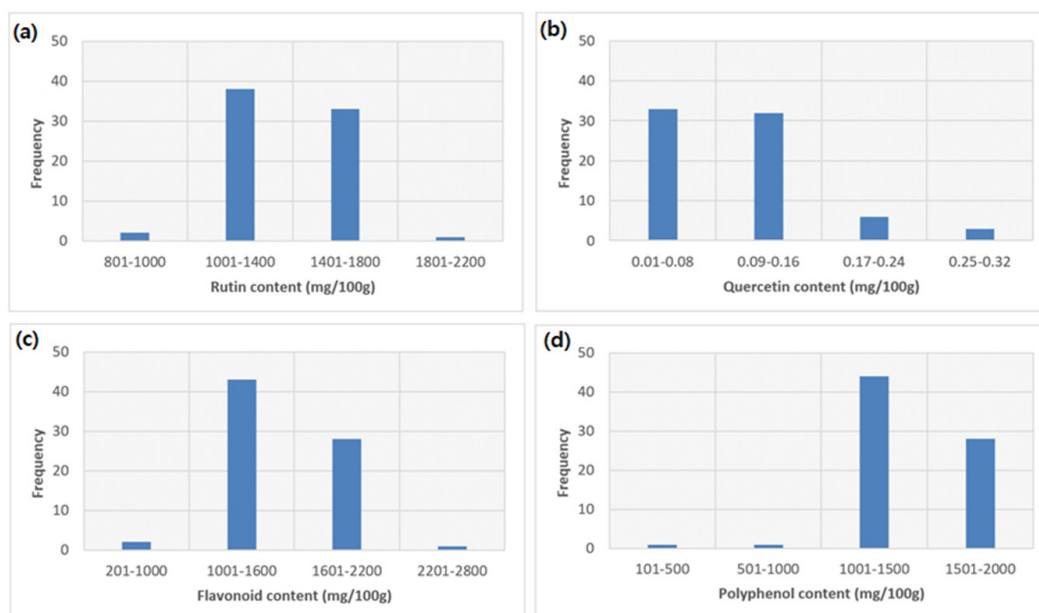 (a)
50
40
30
20
10
0
Frequency
801-1000 1001-1400 1401-1800 1801-2200
Rutin content (mg/100g)
(b)
50
40
30
20
10
0
Frequency
0.01-0.08 0.09-0.16 0.17-0.24 0.25-0.32
Quercetin content (mg/100g)
(c)
50
40
30
20
10
0
Frequency
201-1000 1001-1600 1601-2200 2201-2800
Flavonoid content (mg/100g)
(d)
50
40
30
20
10
0
Frequency
101-500 501-1000 1001-1500 1501-2000
Polyphenol content (mg/100g)